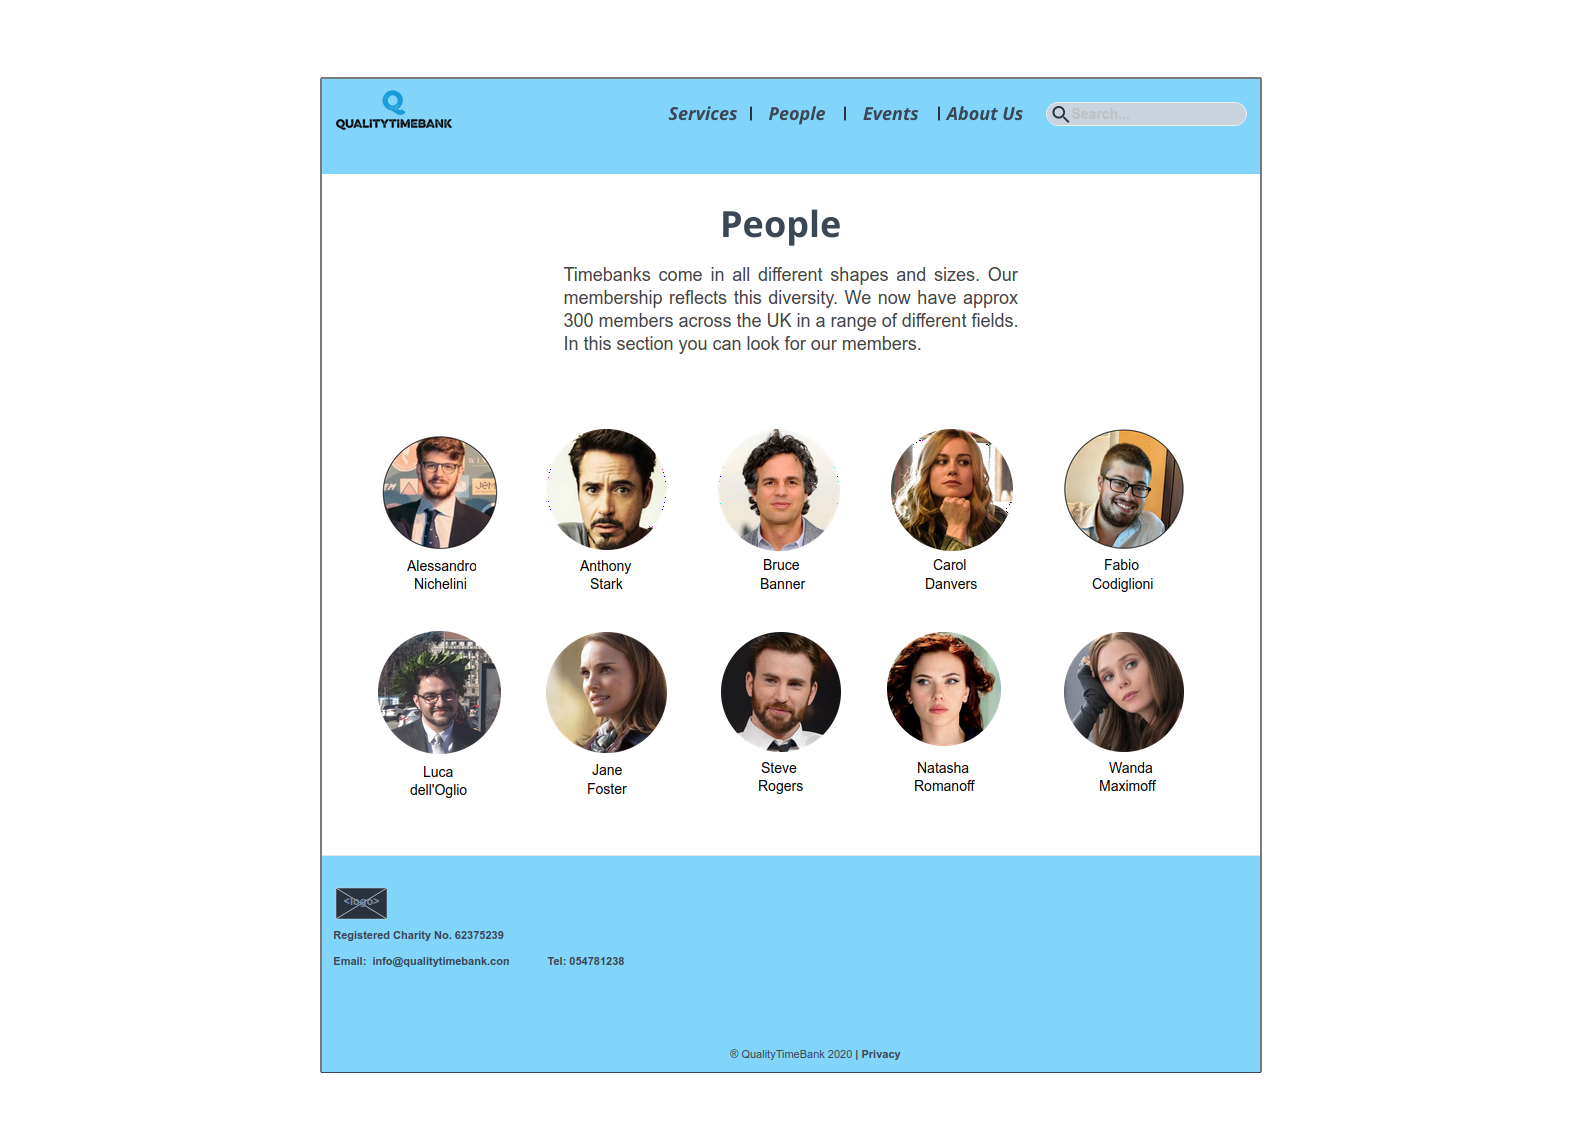 QUALITYTIMEBANK
Services | People | Events | About Us
Search...
People
Timebanks come in all different shapes and sizes. Our
membership reflects this diversity. We now have approx
300 members across the UK in a range of different fields.
In this section you can look for our members.
Alessandro
Nichelini
Anthony
Stark
Bruce
Banner
Carol
Danvers
Fabio
Codiglioni
Luca
dell'Oglio
Jane
Foster
Steve
Rogers
Natasha
Romanoff
Wanda
Maximoff
<logo>
Registered Charity No. 62375239
Email: info@qualitytimebank.com
Tel: 054781238
® QualityTimeBank 2020 | Privacy